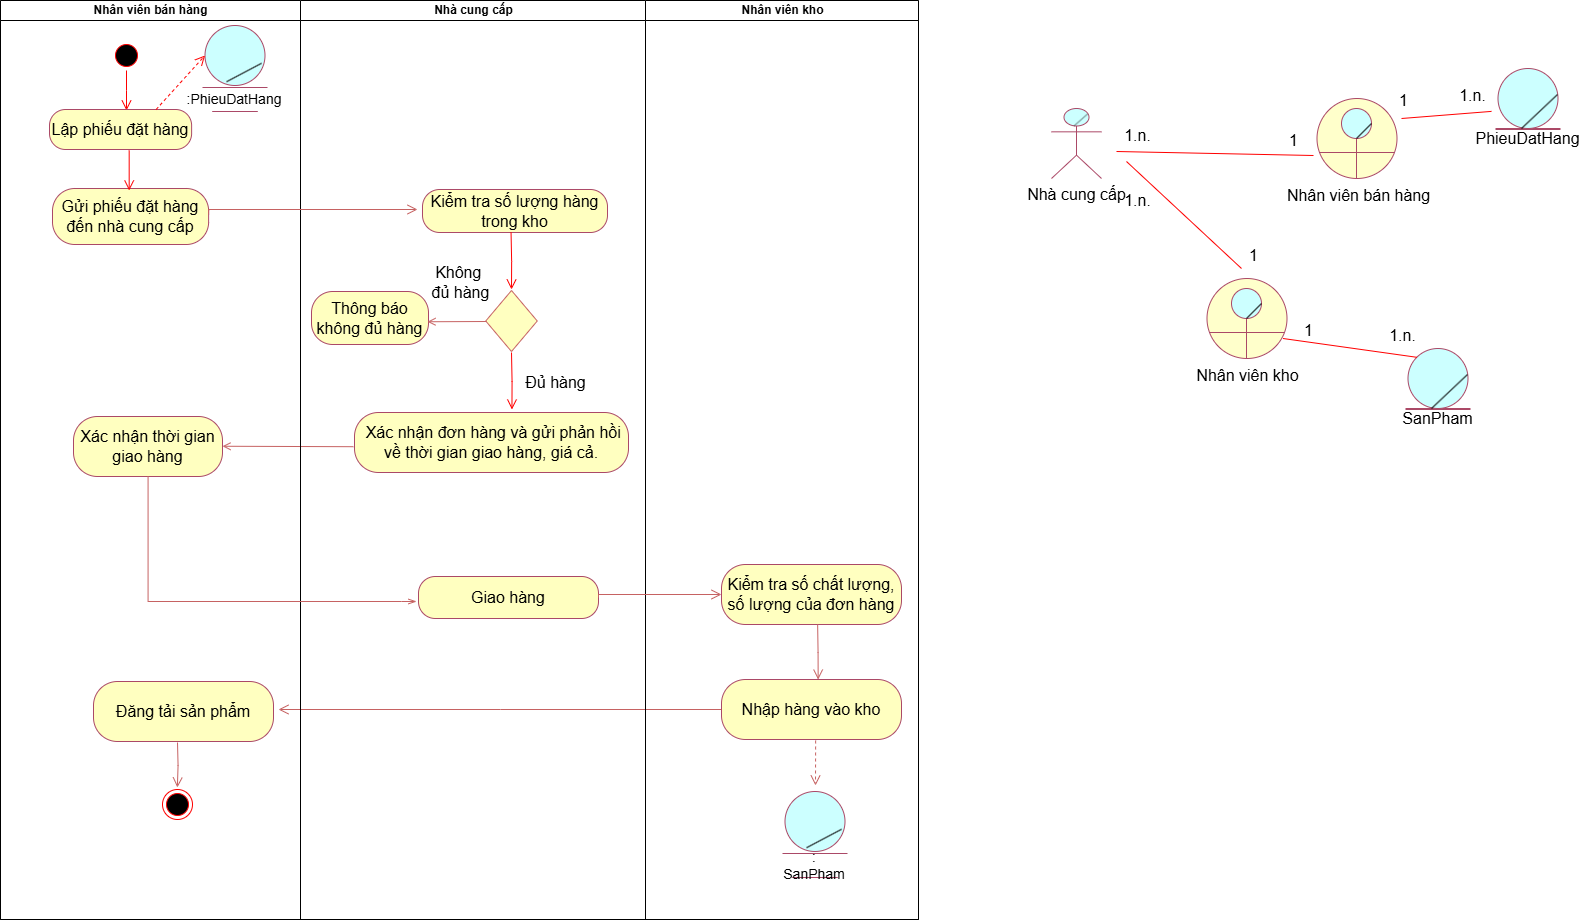 Nhân viên bán hàng
Nhà cung cấp
Nhân viên kho
:PhieuDatHang
Lập phiếu đặt hàng
Gửi phiếu đặt hàng
đến nhà cung cấp
Kiểm tra số lượng hàng
trong kho
Không
đủ hàng
Thông báo
không đủ hàng
Đủ hàng
Xác nhận đơn hàng và gửi phản hồi
về thời gian giao hàng, giá cả.
Xác nhận thời gian
giao hàng
Giao hàng
Kiểm tra số chất lượng,
số lượng của đơn hàng
Nhập hàng vào kho
Đăng tải sản phẩm
:
SanPham
Nhà cung cấp
1.n.
1
Nhân viên bán hàng
1
1.n.
PhieuDatHang
1.n.
1
Nhân viên kho
1
1.n.
SanPham